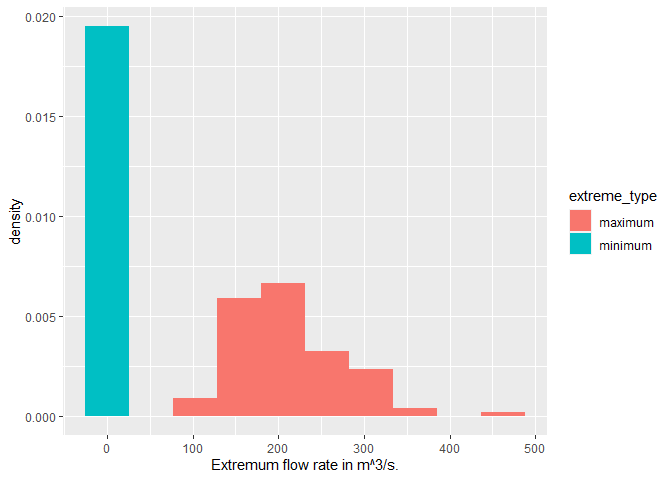 0.020
0.015
0.010
0.005
0.000
density
0 100 200 300 400 500
Extremum flow rate in m^3/s.
extreme_type
maximum
minimum